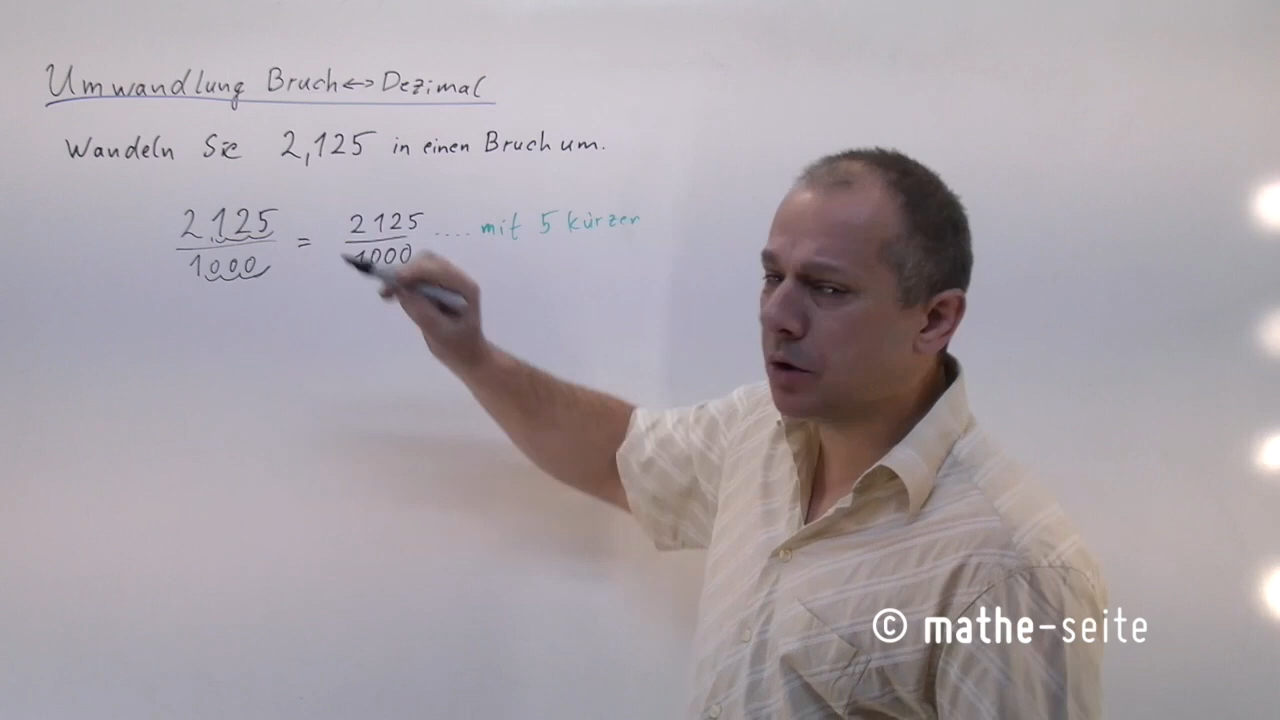 Umwandlung Bruch↔Dezimal
Wandeln Sie 2,125 in einen Bruch um.
2,125 / 1000 = 2125 / 1000 .... mit 5 kürzen
© mathe-seite